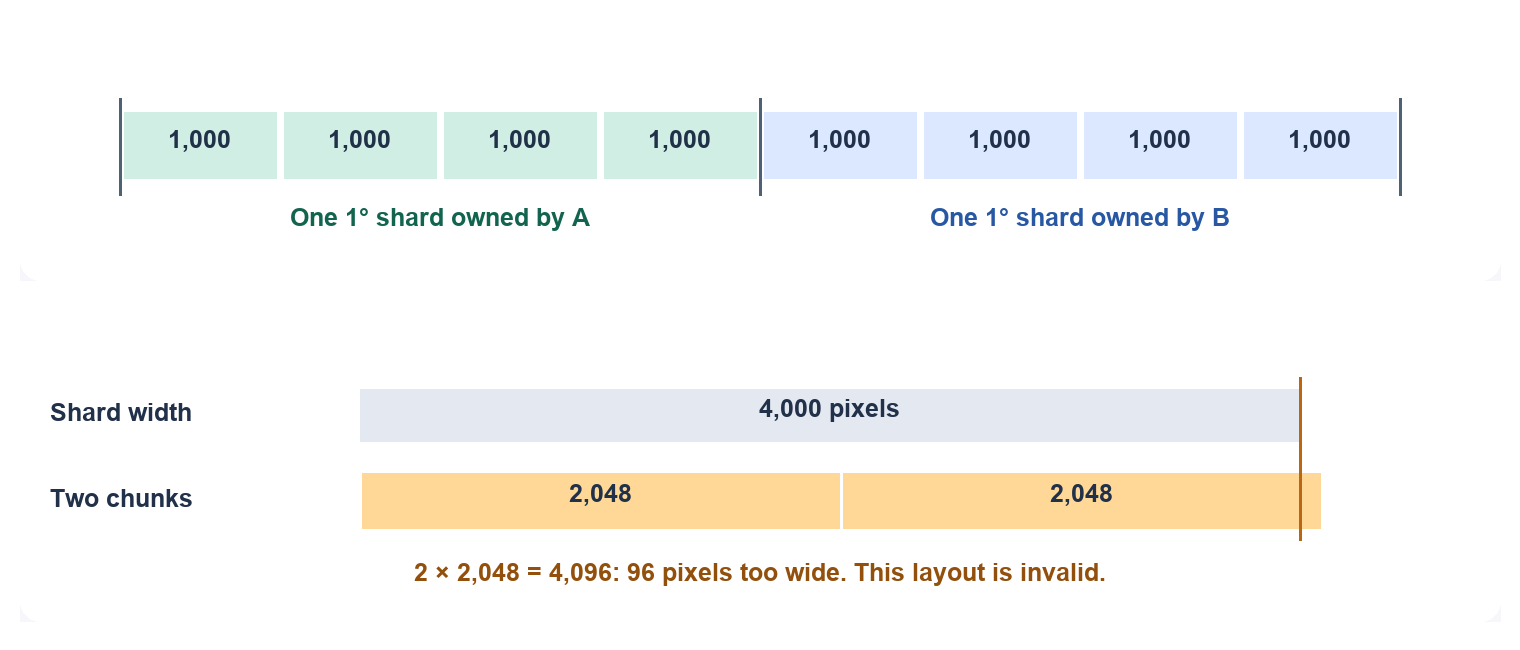 1,000 1,000 1,000 1,000 1,000 1,000 1,000 1,000
One 1° shard owned by A One 1° shard owned by B
Shard width 4,000 pixels
Two chunks 2,048 2,048
2 × 2,048 = 4,096: 96 pixels too wide. This layout is invalid.